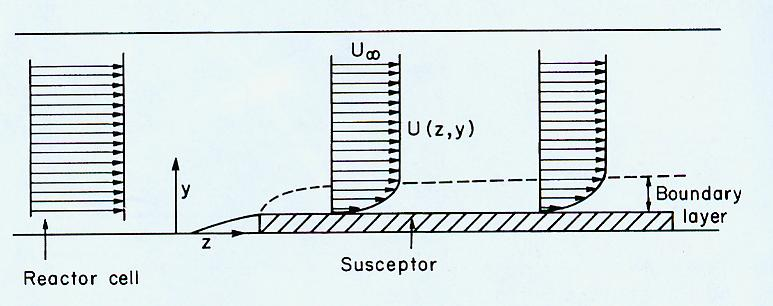 U∞
U(z,y)
y
z
Boundary
layer
Susceptor
Reactor cell